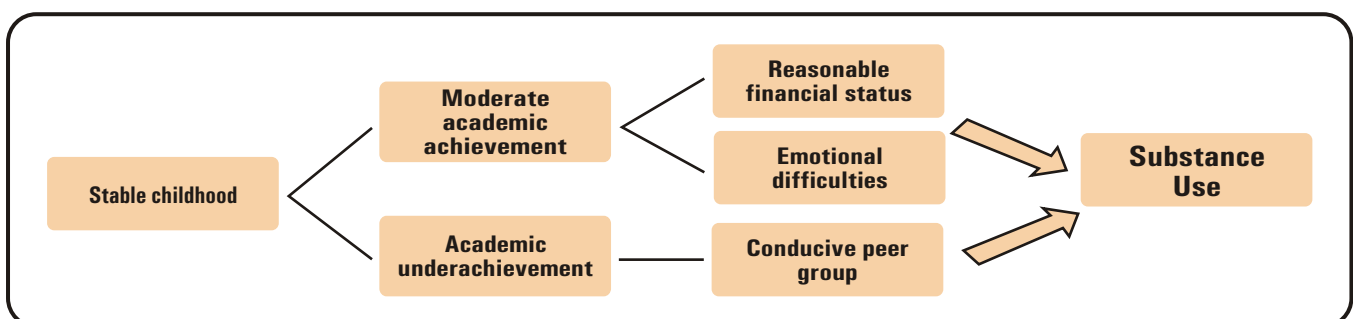 Stable childhood
Moderate
academic
achievement
Academic
underachievement
Reasonable
financial status
Emotional
difficulties
Conducive peer
group
Substance
Use